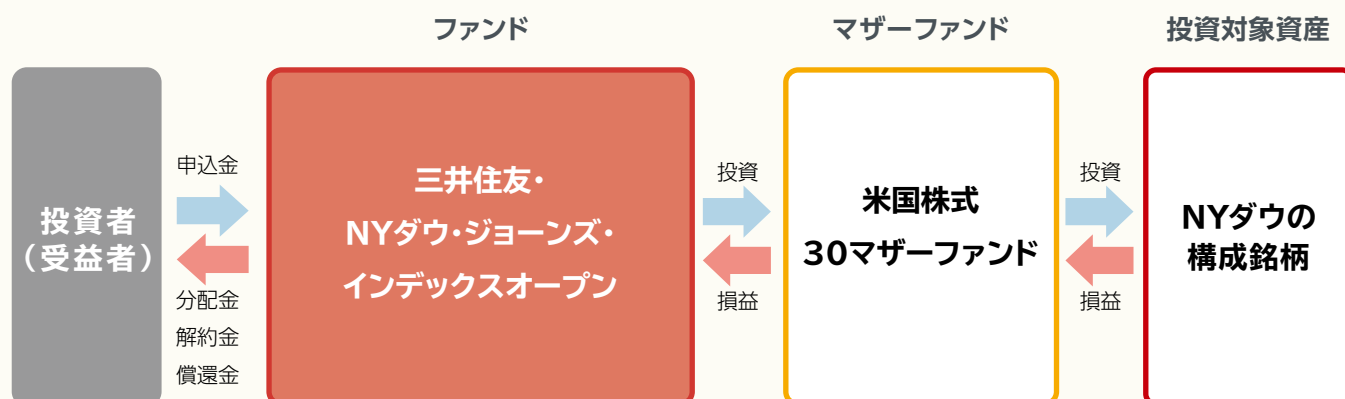 ファンド
マザーファンド
投資対象資産
投資者
（受益者）
申込金
分配金
解約金
償還金
三井住友・
NYダウ・ジョーンズ・
インデックスオープン
投資
損益
米国株式
30マザーファンド
投資
損益
NYダウの
構成銘柄